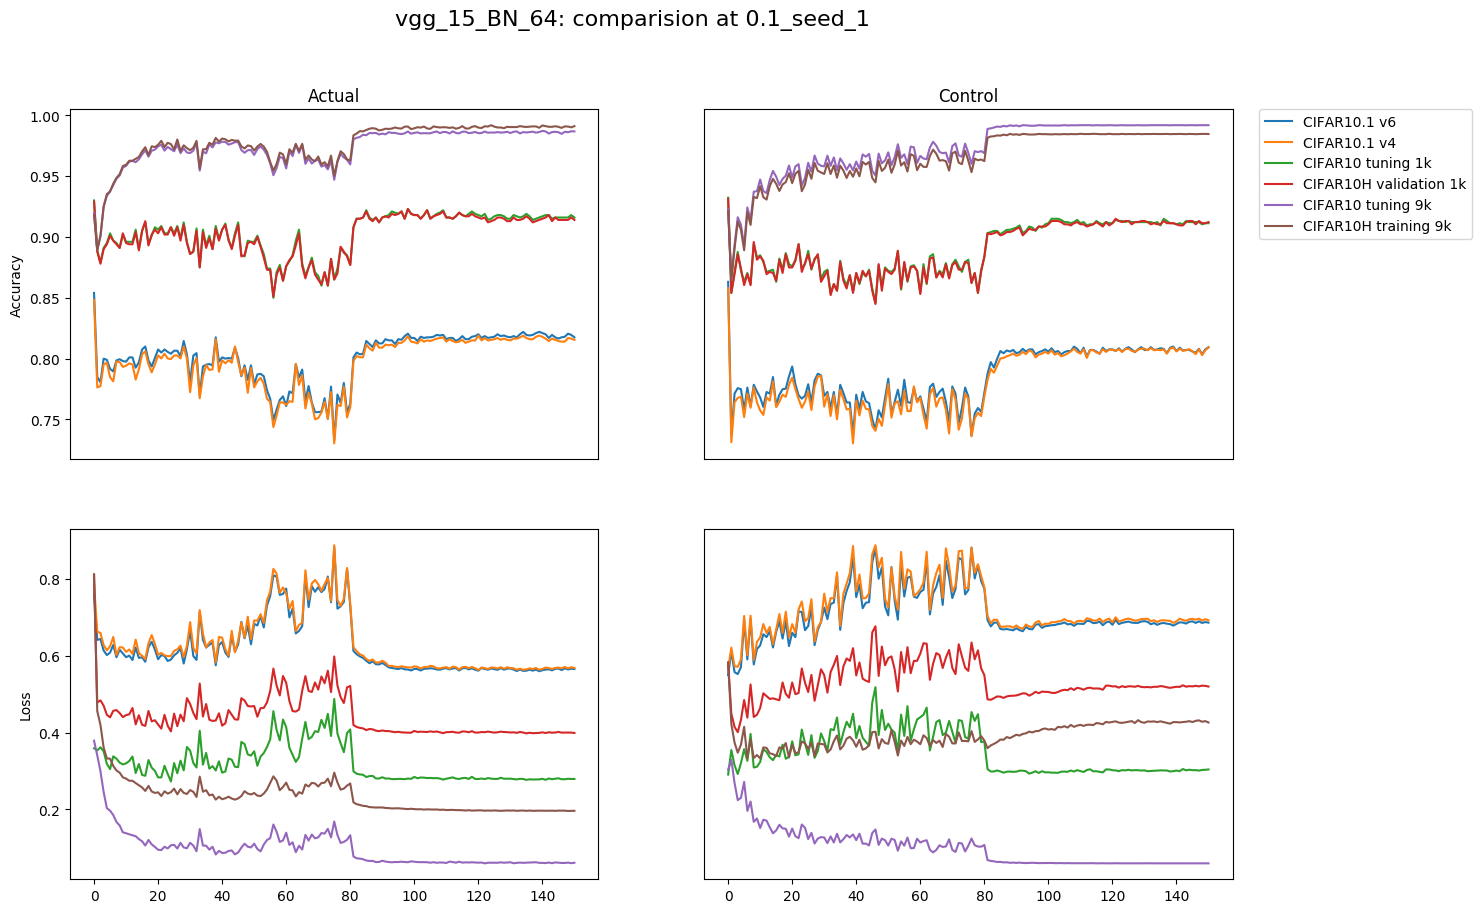 vgg_15_BN_64: comparision at 0.1_seed_1
Actual
Control
CIFAR10.1 v6
CIFAR10.1 v4
CIFAR10 tuning 1k
CIFAR10H validation 1k
CIFAR10 tuning 9k
CIFAR10H training 9k
Accuracy
1.00
0.95
0.90
0.85
0.80
0.75
Loss
0.8
0.6
0.4
0.2
0 20 40 60 80 100 120 140
0 20 40 60 80 100 120 140